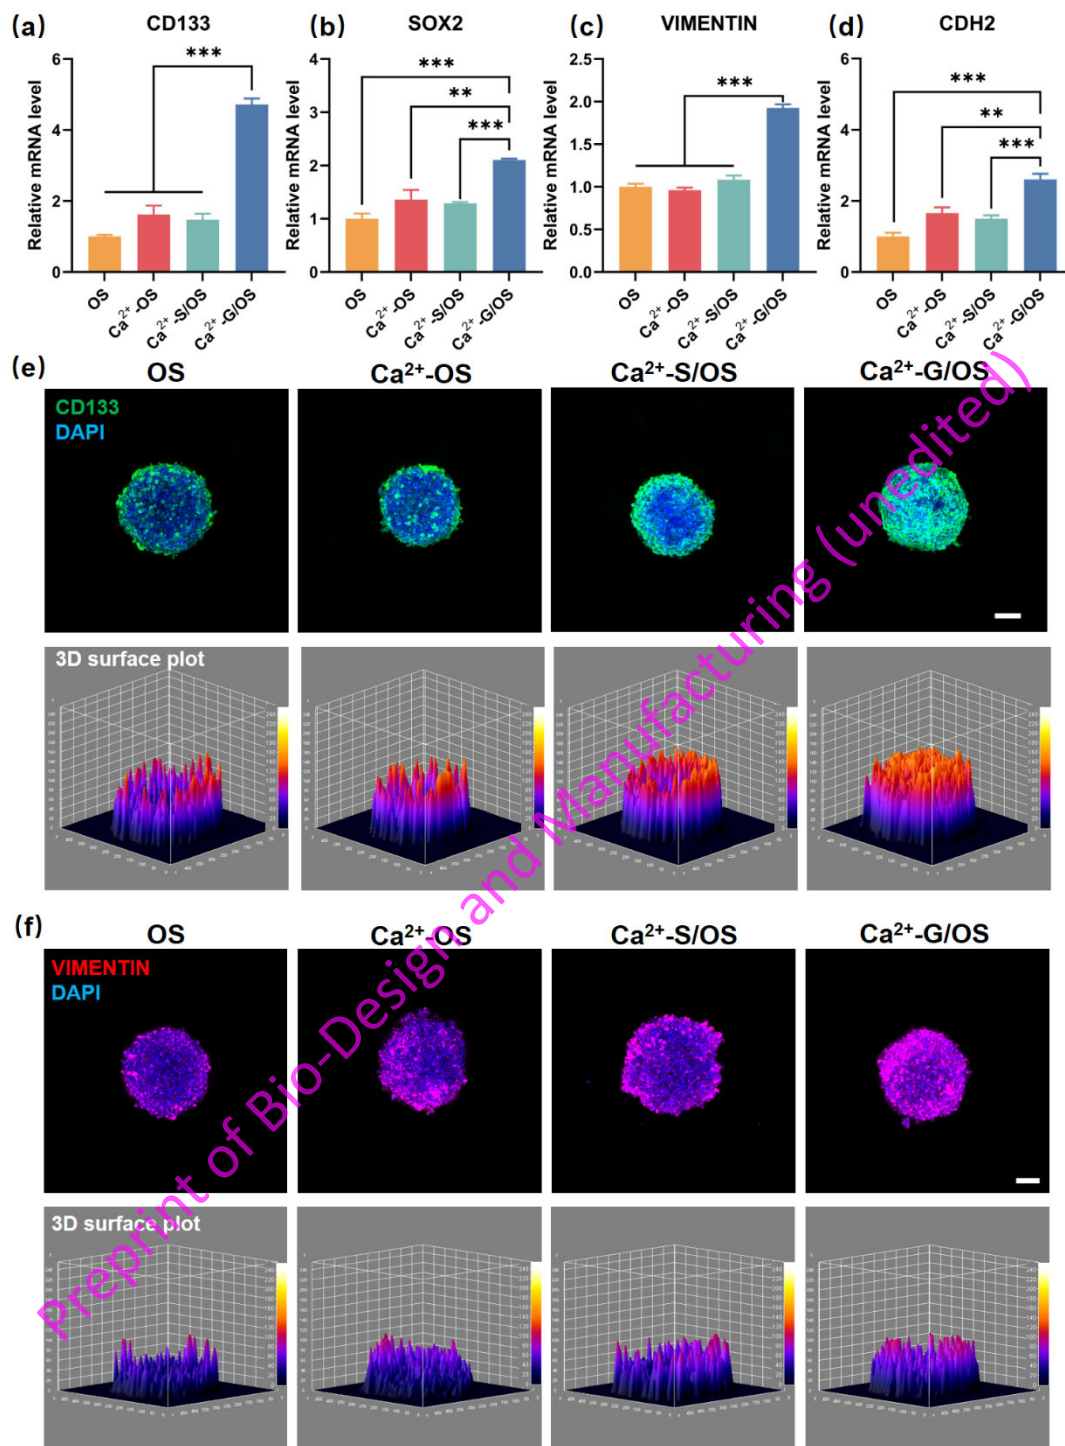 (a) CD133
Relative mRNA level
6
4
2
0
OS
Ca²⁺-OS
Ca²⁺-S/OS
Ca²⁺-G/OS
***
(b) SOX2
Relative mRNA level
4
3
2
1
0
OS
Ca²⁺-OS
Ca²⁺-S/OS
Ca²⁺-G/OS
***
**
***
(c) VIMENTIN
Relative mRNA level
2.5
2.0
1.5
1.0
0.5
0.0
OS
Ca²⁺-OS
Ca²⁺-S/OS
Ca²⁺-G/OS
***
(d) CDH2
Relative mRNA level
6
4
2
0
OS
Ca²⁺-OS
Ca²⁺-S/OS
Ca²⁺-G/OS
***
**
***
(e)
OS
Ca²⁺-OS
Ca²⁺-S/OS
Ca²⁺-G/OS
CD133
DAPI
3D surface plot
(f)
OS
Ca²⁺-OS
Ca²⁺-S/OS
Ca²⁺-G/OS
VIMENTIN
DAPI
3D surface plot
Preprint of Bio-Design and Manufacturing (unedited)